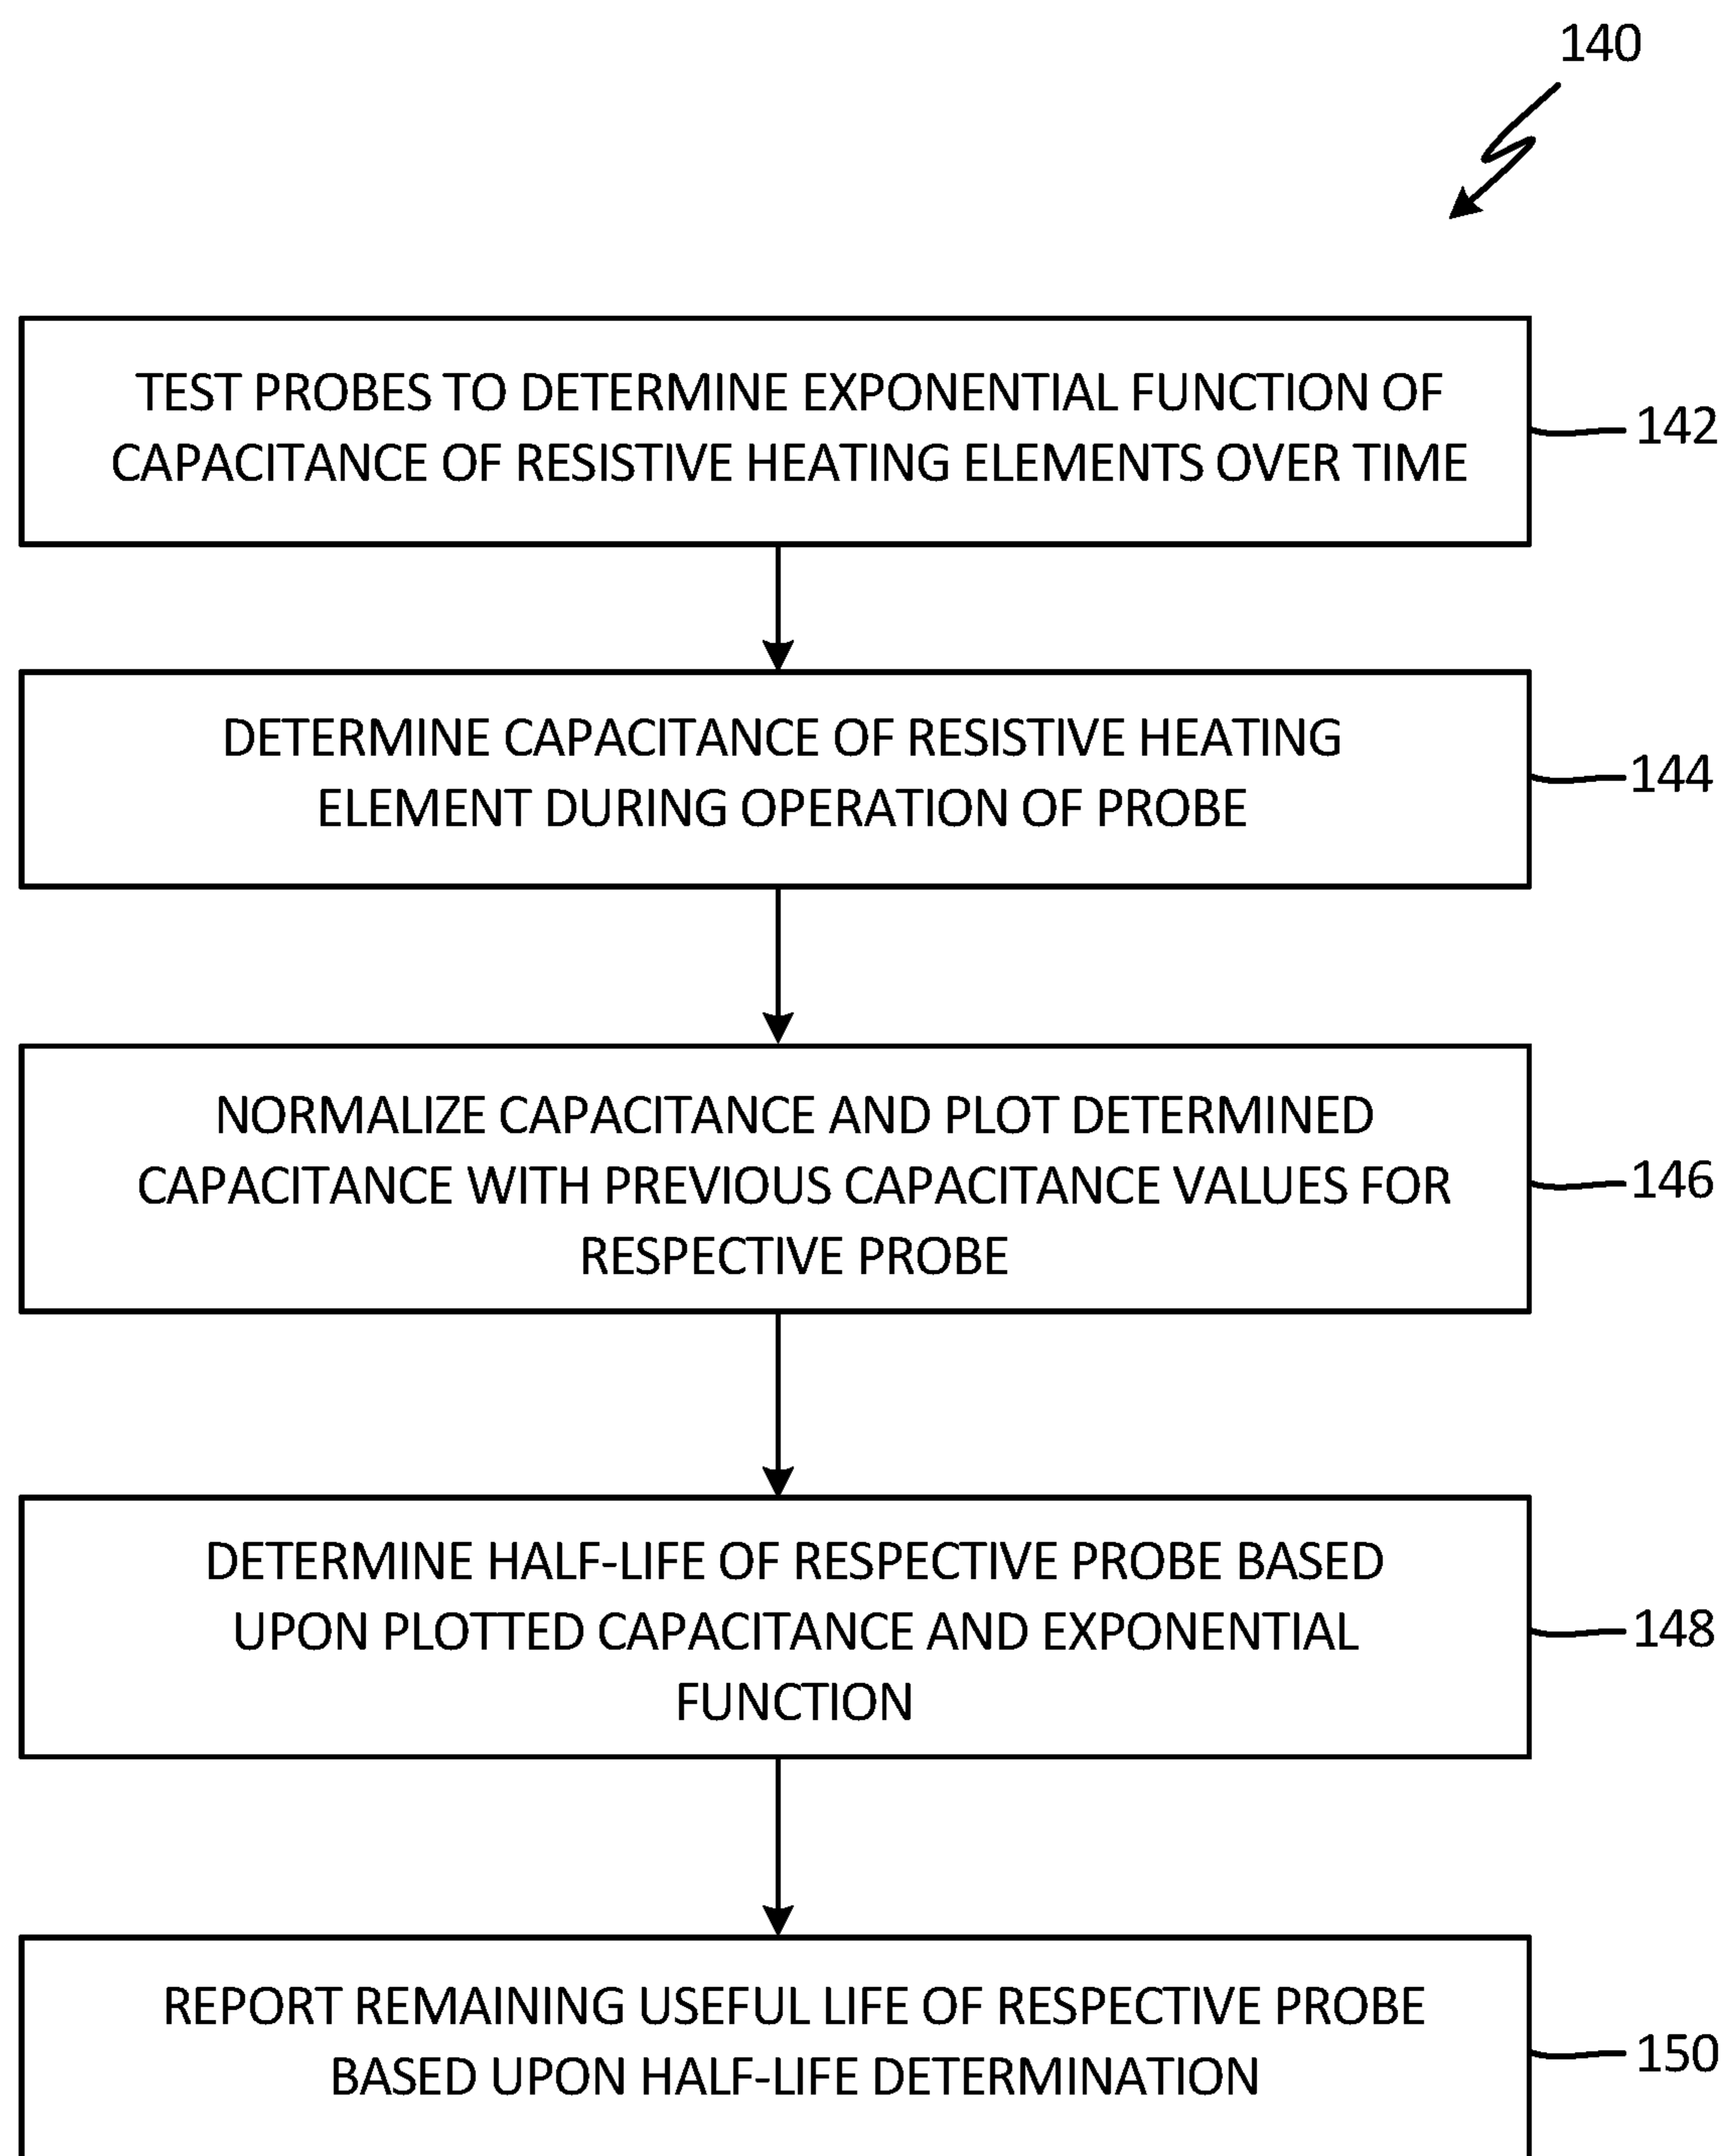 140
TEST PROBES TO DETERMINE EXPONENTIAL FUNCTION OF
CAPACITANCE OF RESISTIVE HEATING ELEMENTS OVER TIME
142
DETERMINE CAPACITANCE OF RESISTIVE HEATING
ELEMENT DURING OPERATION OF PROBE
144
NORMALIZE CAPACITANCE AND PLOT DETERMINED
CAPACITANCE WITH PREVIOUS CAPACITANCE VALUES FOR
RESPECTIVE PROBE
146
DETERMINE HALF-LIFE OF RESPECTIVE PROBE BASED
UPON PLOTTED CAPACITANCE AND EXPONENTIAL
FUNCTION
148
REPORT REMAINING USEFUL LIFE OF RESPECTIVE PROBE
BASED UPON HALF-LIFE DETERMINATION
150